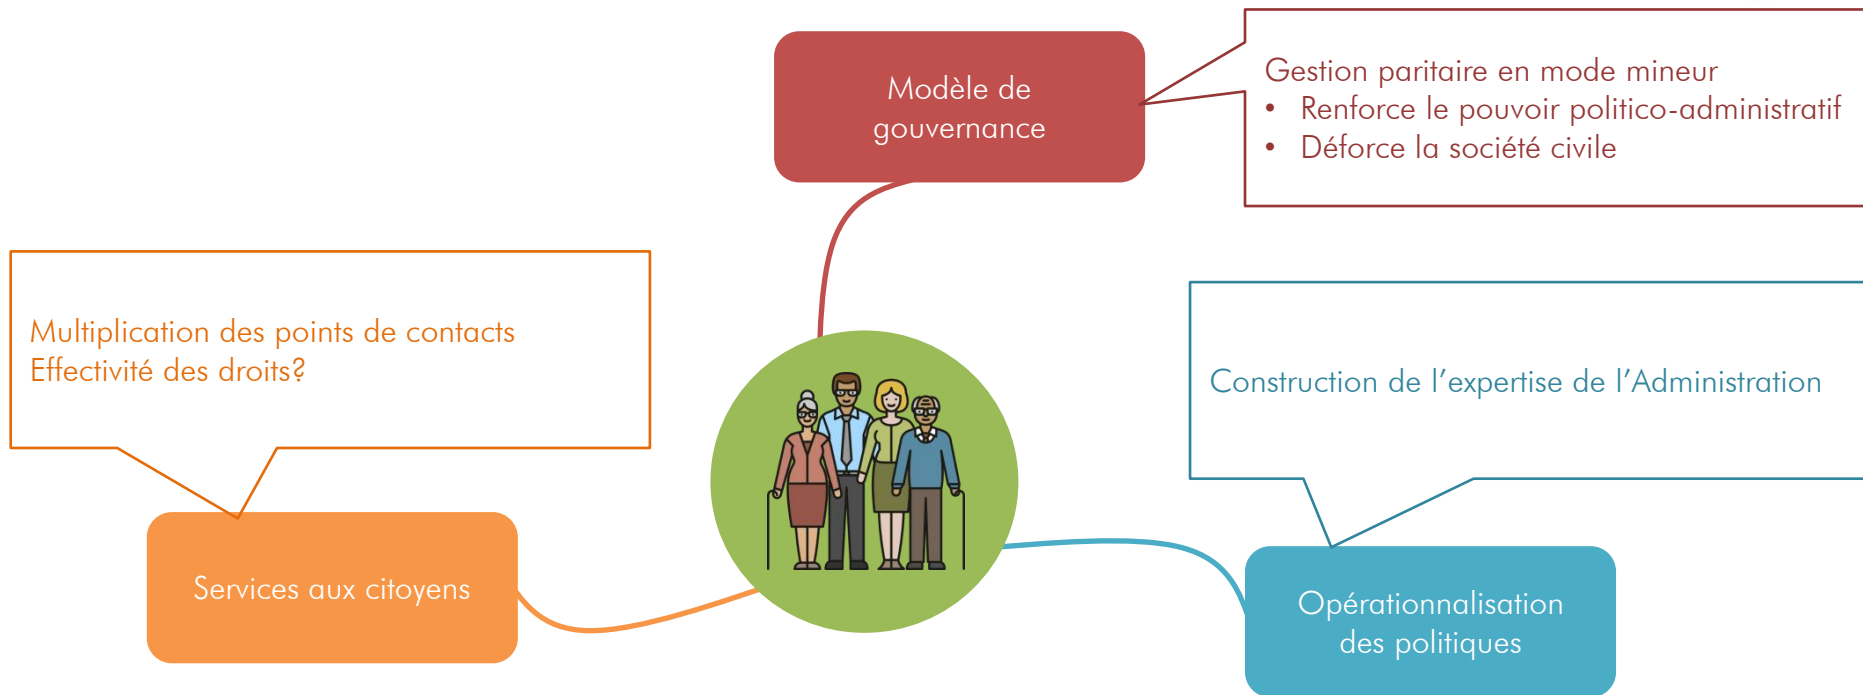 Modèle de
gouvernance
Gestion paritaire en mode mineur
• Renforce le pouvoir politico-administratif
• Déforce la société civile
Multiplication des points de contacts
Effectivité des droits?
Construction de l’expertise de l’Administration
Services aux citoyens
Opérationnalisation
des politiques